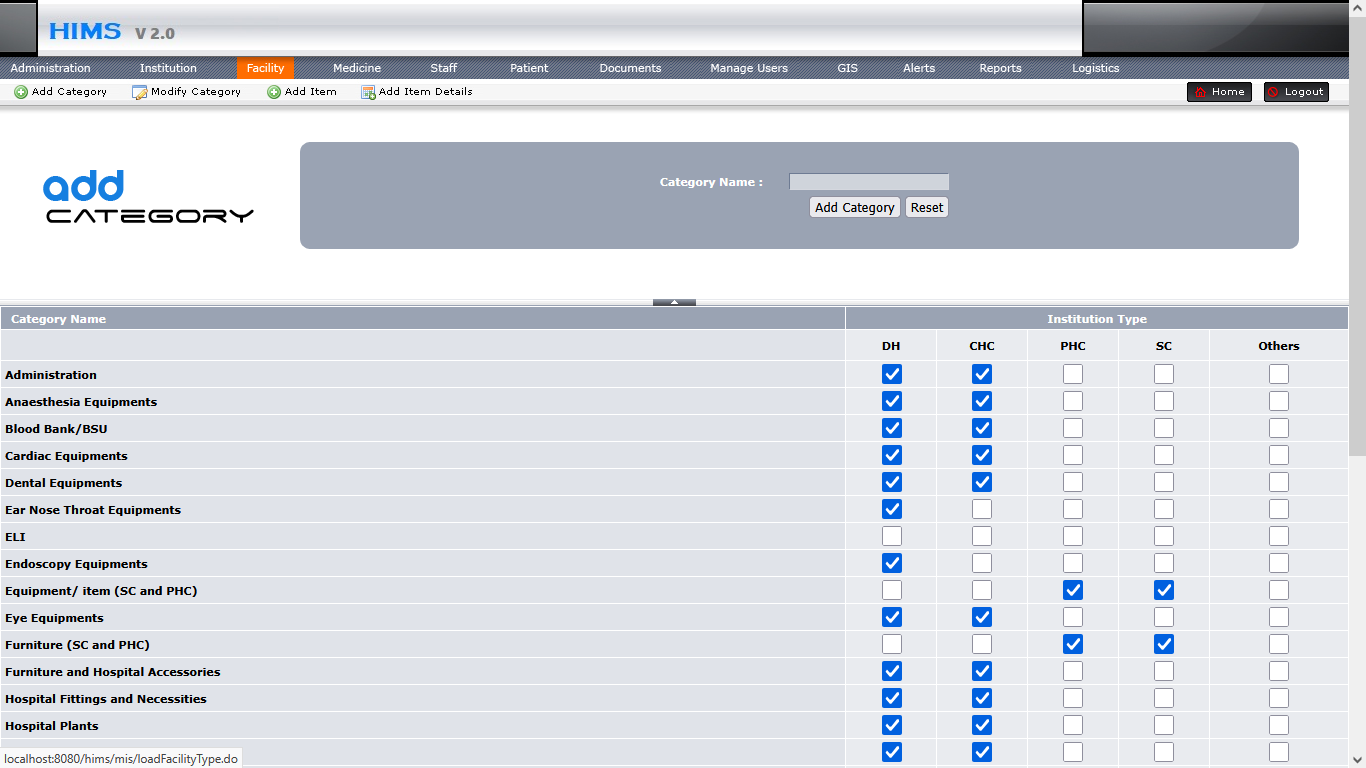 HIMS V 2.0
Administration Institution Facility Medicine Staff Patient Documents Manage Users GIS Alerts Reports Logistics
Add Category Modify Category Add Item Add Item Details Home Logout
add
CATEGORY
Category Name :
Add Category Reset
Category Name Institution Type
DH CHC PHC SC Others
Administration
Anaesthesia Equipments
Blood Bank/BSU
Cardiac Equipments
Dental Equipments
Ear Nose Throat Equipments
ELI
Endoscopy Equipments
Equipment/ item (SC and PHC)
Eye Equipments
Furniture (SC and PHC)
Furniture and Hospital Accessories
Hospital Fittings and Necessities
Hospital Plants
localhost:8080/hims/mis/loadFacilityType.do